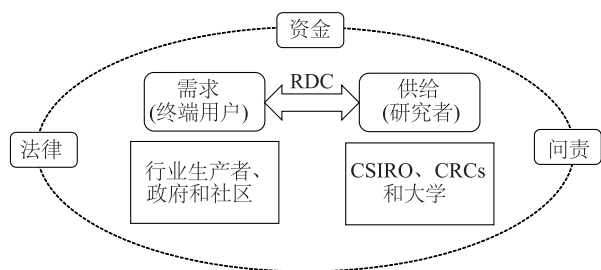 资金
需求
(终端用户)
RDC
供给
(研究者)
法律
问责
行业生产者、
政府和社区
CSIRO、CRCs
和大学